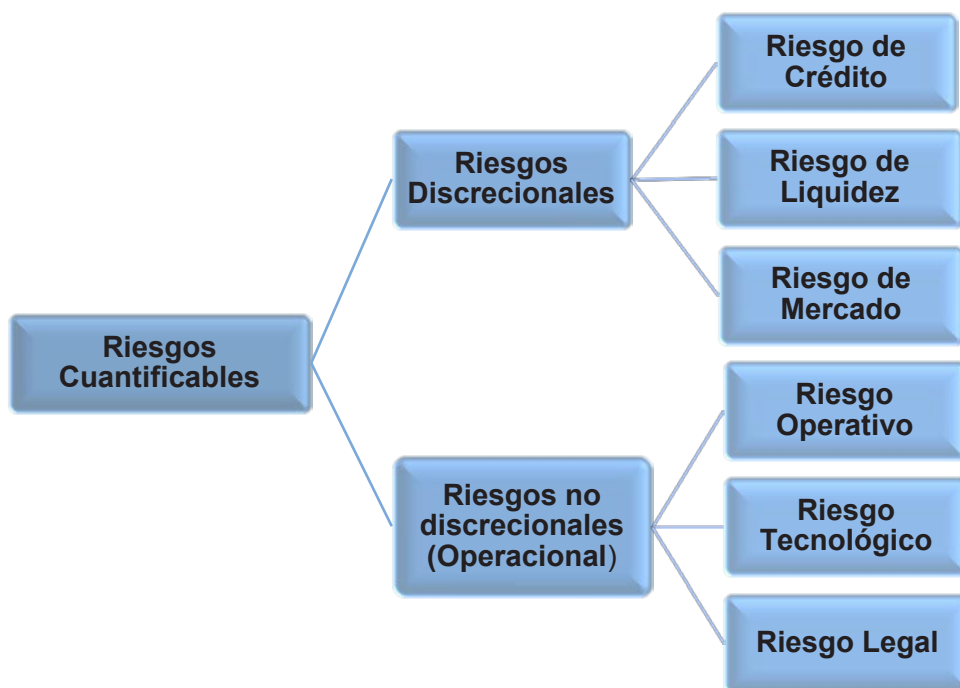 Riesgo de
Crédito
Riesgos
Discrecionales
Riesgo de
Liquidez
Riesgo de
Mercado
Riesgos
Cuantificables
Riesgo
Operativo
Riesgos no
discrecionales
(Operacional)
Riesgo
Tecnológico
Riesgo Legal